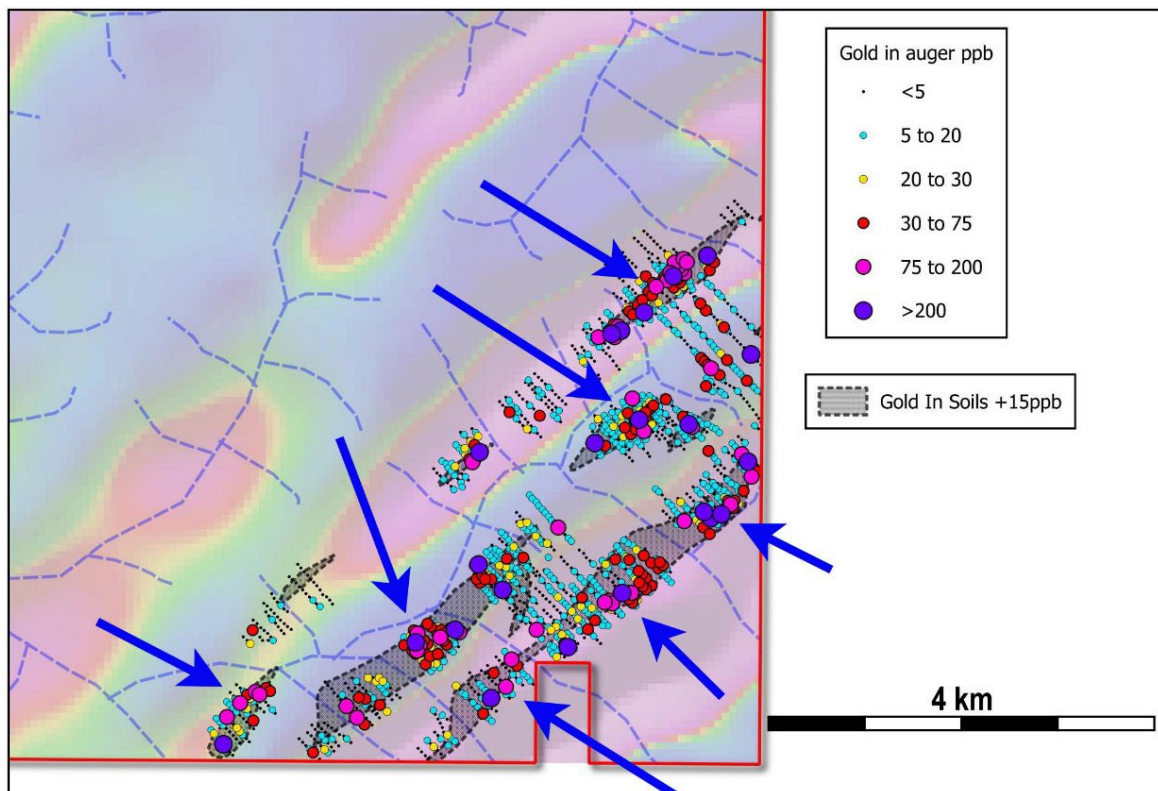 Gold in auger ppb
<5
5 to 20
20 to 30
30 to 75
75 to 200
>200
Gold In Soils +15ppb
4 km